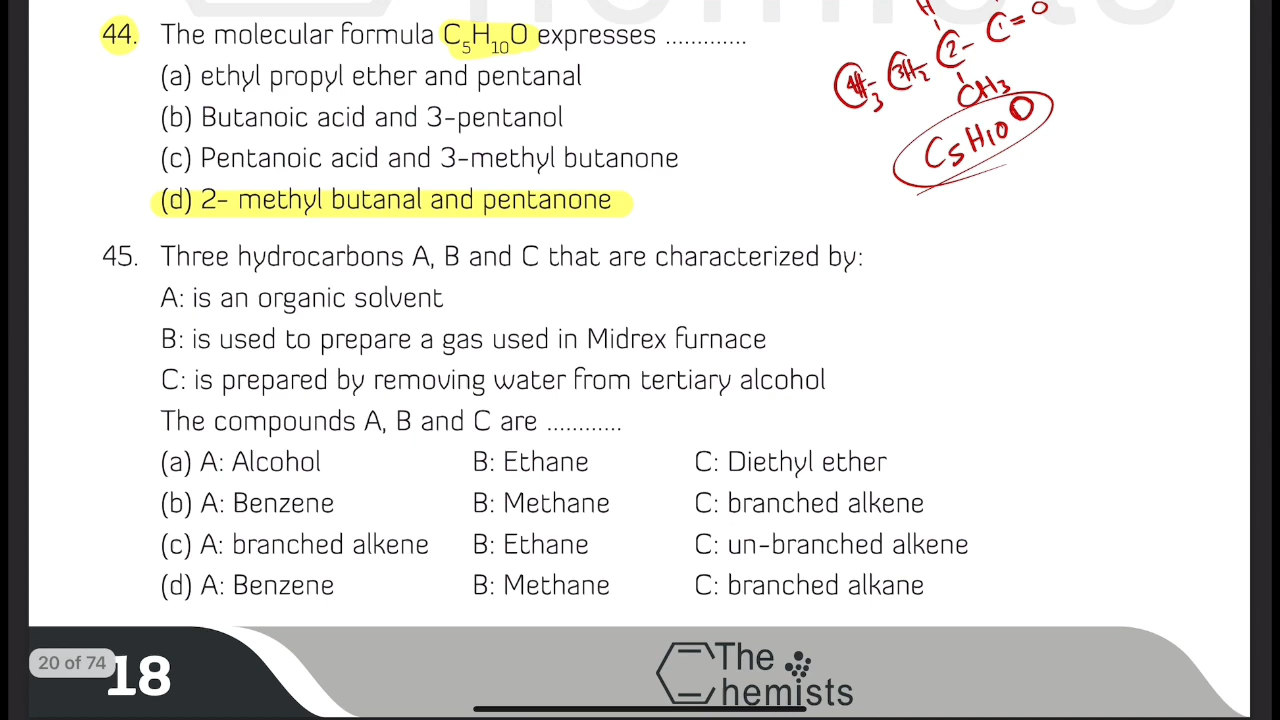 hemists
H
C=O
44. The molecular formula C₅H₁₀O expresses .............
4H₃ 3H₂ 2-
(a) ethyl propyl ether and pentanal
CH₃
(b) Butanoic acid and 3-pentanol
C₅H₁₀O
(c) Pentanoic acid and 3-methyl butanone
(d) 2- methyl butanal and pentanone
45. Three hydrocarbons A, B and C that are characterized by:
A: is an organic solvent
B: is used to prepare a gas used in Midrex furnace
C: is prepared by removing water from tertiary alcohol
The compounds A, B and C are ............
(a) A: Alcohol B: Ethane C: Diethyl ether
(b) A: Benzene B: Methane C: branched alkene
(c) A: branched alkene B: Ethane C: un-branched alkene
(d) A: Benzene B: Methane C: branched alkane
20 of 74
18
The
hemists